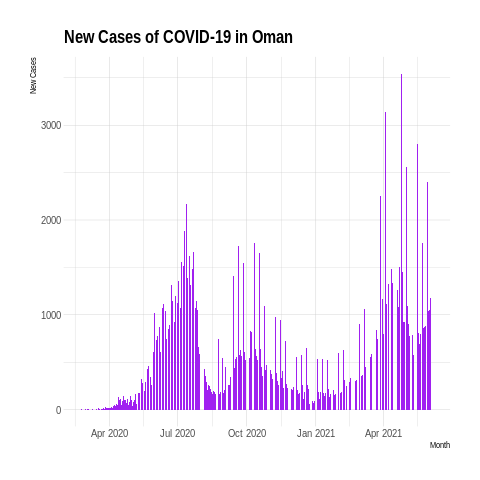 New Cases of COVID-19 in Oman
New Cases
3000
2000
1000
0
Apr 2020 Jul 2020 Oct 2020 Jan 2021 Apr 2021
Month